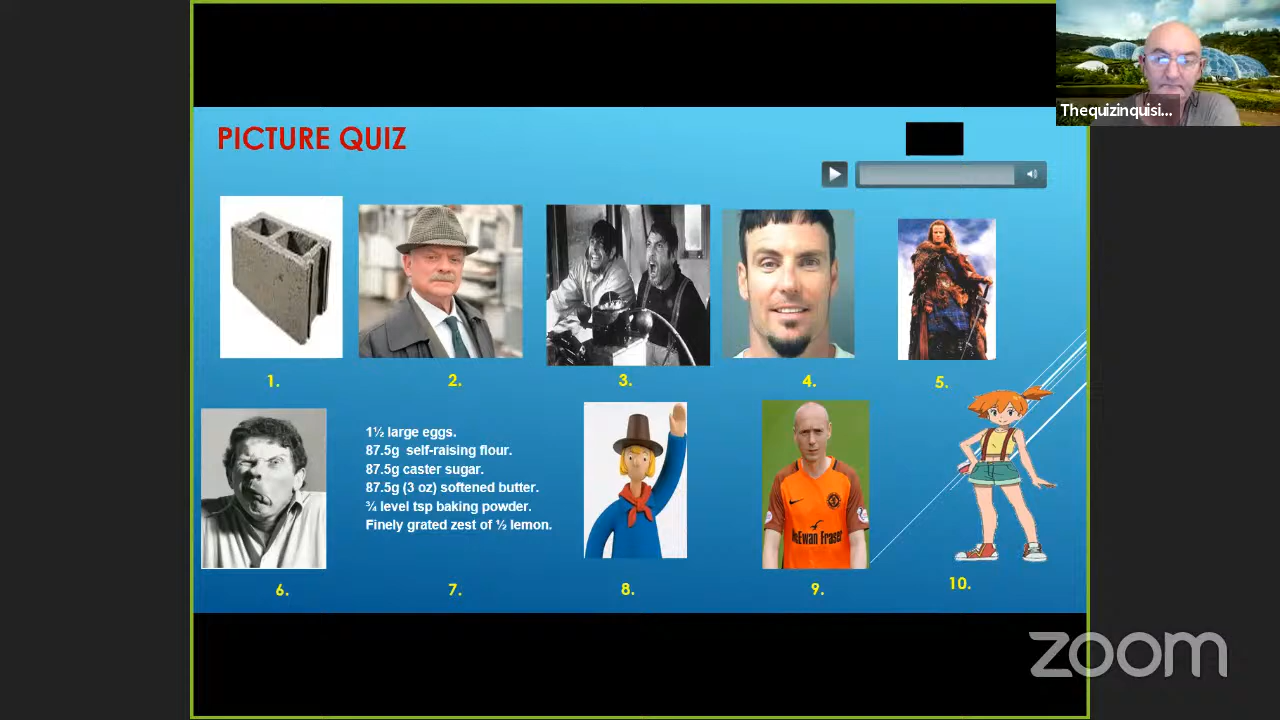 PICTURE QUIZ
Thequizinquisi...
1.
2.
3.
4.
5.
1½ large eggs.
87.5g self-raising flour.
87.5g caster sugar.
87.5g (3 oz) softened butter.
¾ level tsp baking powder.
Finely grated zest of ½ lemon.
McEwan Fraser
6.
7.
8.
9.
10.
zoom